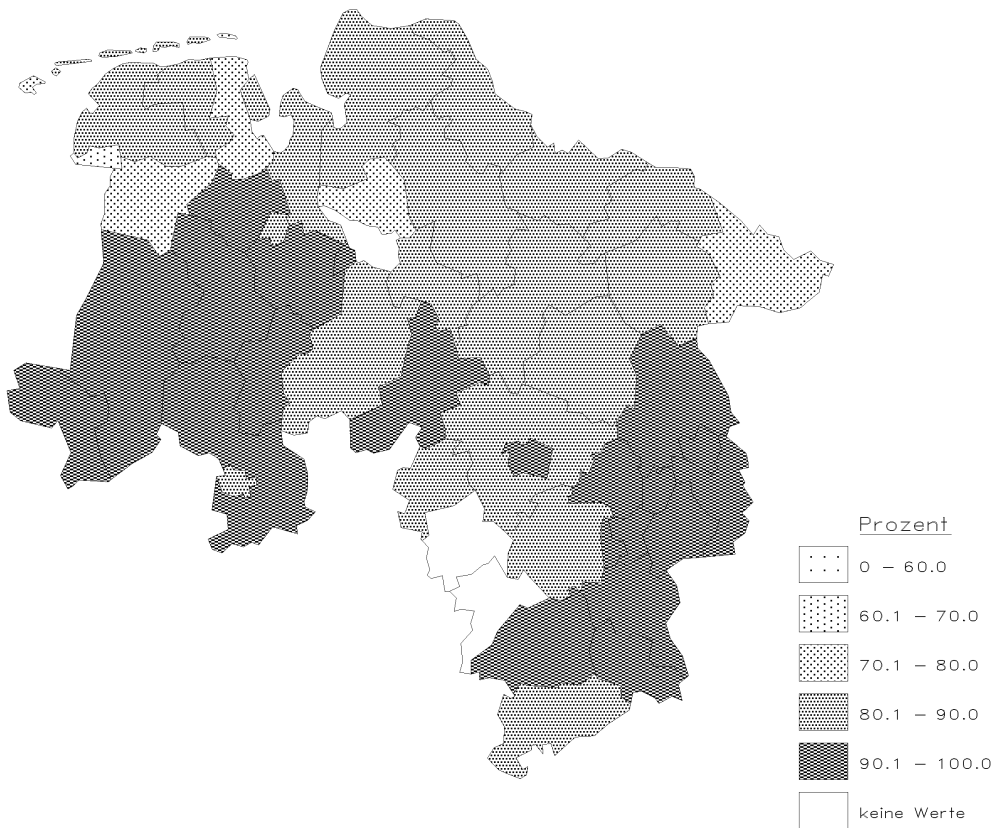 Prozent
0 – 60.0
60.1 – 70.0
70.1 – 80.0
80.1 – 90.0
90.1 – 100.0
keine Werte